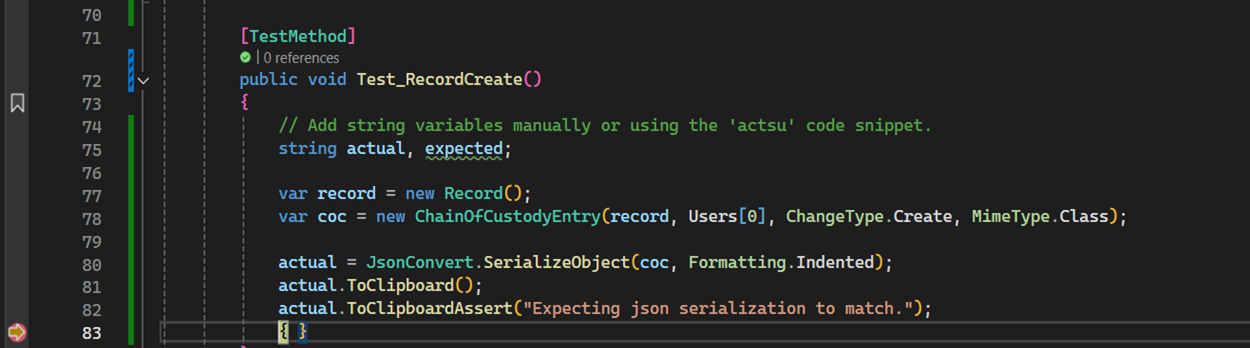 70
71 [TestMethod]
| 0 references
72 public void Test_RecordCreate()
73 {
74 // Add string variables manually or using the 'actsu' code snippet.
75 string actual, expected;
76
77 var record = new Record();
78 var coc = new ChainOfCustodyEntry(record, Users[0], ChangeType.Create, MimeType.Class);
79
80 actual = JsonConvert.SerializeObject(coc, Formatting.Indented);
81 actual.ToClipboard();
82 actual.ToClipboardAssert("Expecting json serialization to match.");
83 { }